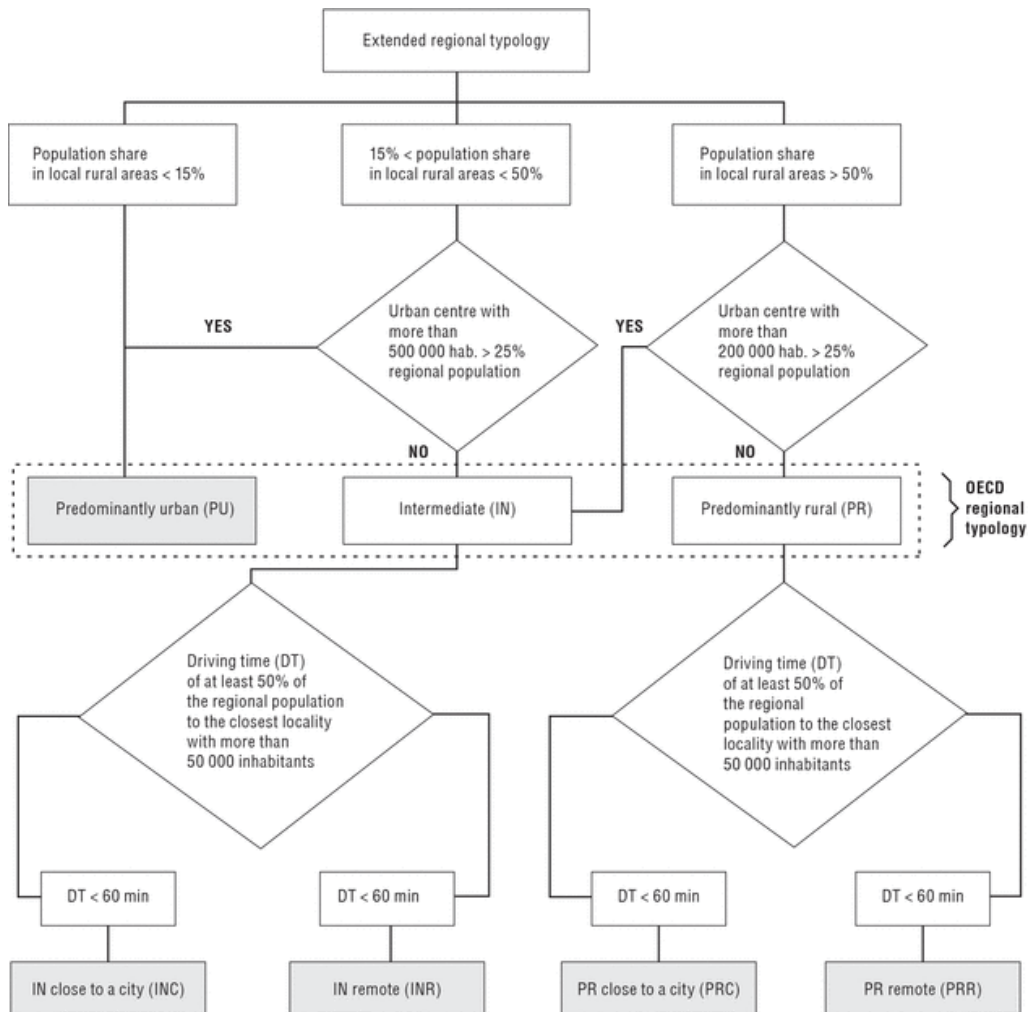 Extended regional typology
Population share
in local rural areas < 15%
15% < population share
in local rural areas < 50%
Population share
in local rural areas > 50%
Urban centre with
more than
500 000 hab. > 25%
regional population
YES
Urban centre with
more than
200 000 hab. > 25%
regional population
YES
NO
NO
Predominantly urban (PU)
Intermediate (IN)
Predominantly rural (PR)
OECD
regional
typology
Driving time (DT)
of at least 50% of
the regional population
to the closest locality
with more than
50 000 inhabitants
Driving time (DT)
of at least 50% of
the regional
population to the closest
locality with more than
50 000 inhabitants
DT < 60 min
DT < 60 min
DT < 60 min
DT < 60 min
IN close to a city (INC)
IN remote (INR)
PR close to a city (PRC)
PR remote (PRR)